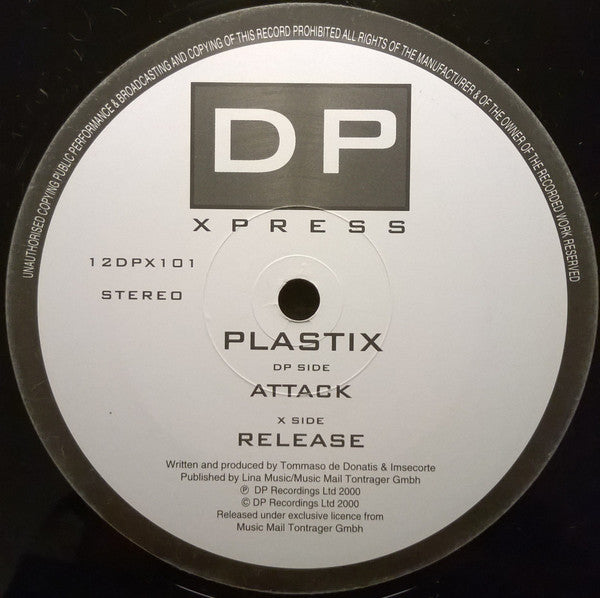 UNAUTHORISED COPYING PUBLIC PERFORMANCE & BROADCASTING AND COPYING OF THIS RECORD PROHIBITED ALL RIGHTS OF THE MANUFACTURER & OF THE OWNER OF THE RECORDED WORK RESERVED
DP
XPRESS
12DPX101
STEREO
PLASTIX
DP SIDE
ATTACK
X SIDE
RELEASE
Written and produced by Tommaso de Donatis & Imsecorte
Published by Lina Music/Music Mail Tontrager Gmbh
℗ DP Recordings Ltd 2000
© DP Recordings Ltd 2000
Released under exclusive licence from
Music Mail Tontrager Gmbh